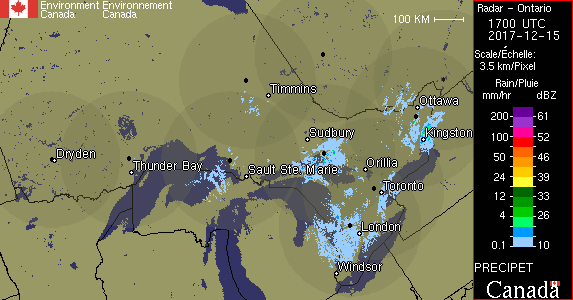 Environment Environnement
Canada Canada
100 KM
Timmins
Ottawa
Sudbury
Kingston
Dryden
Thunder Bay
Sault Ste. Marie
Orillia
Toronto
London
Windsor
Radar - Ontario
1700 UTC
2017-12-15
Scale/Échelle:
3.5 km/Pixel
Rain/Pluie
mm/hr dBZ
200 61
100 52
50 46
24 39
12 33
4 26
1 20
0.1 10
PRECIPET
Canada